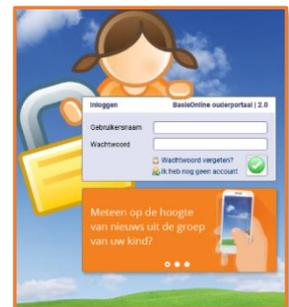 Inloggen BasisOnline ouderportaal | 2.0
Gebruikersnaam
Wachtwoord
Wachtwoord vergeten?
Ik heb nog geen account
Meteen op de hoogte
van nieuws uit de groep
van uw kind?